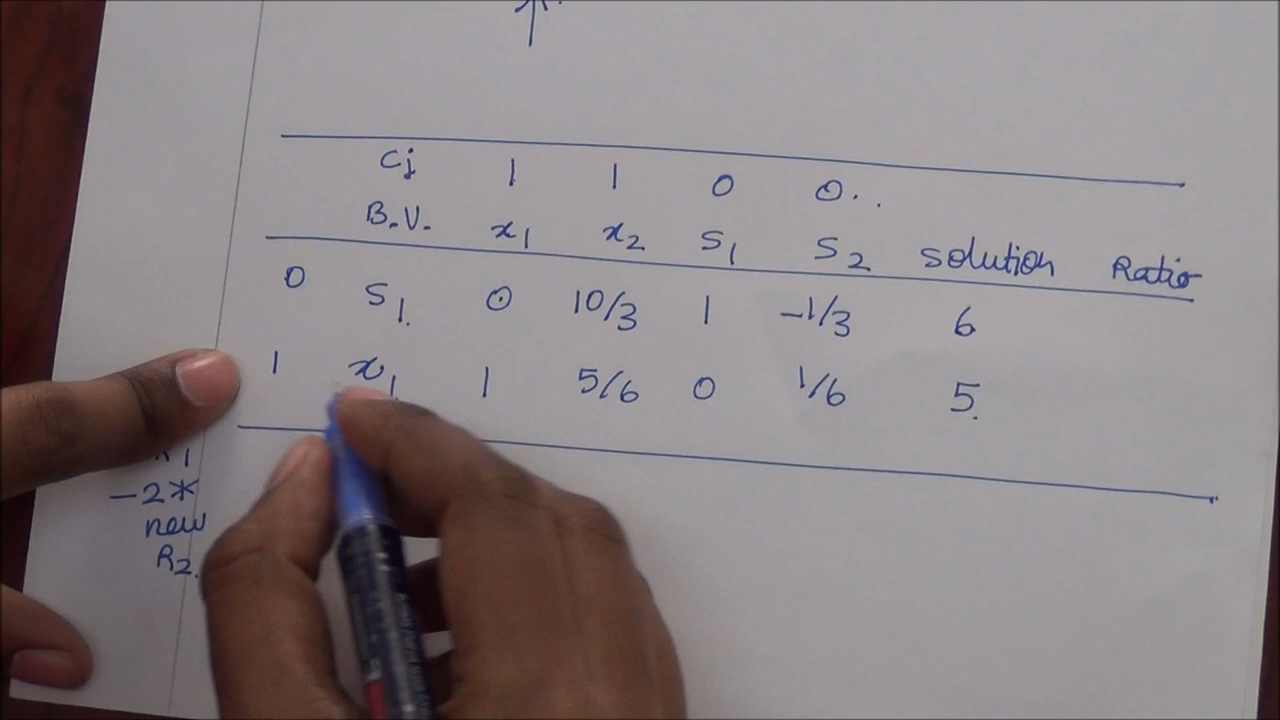 Cj 1 1 0 0..
B.V. x1 x2 S1 S2 Solution Ratio
0 S1 0 10/3 1 -1/3 6
1 x1 1 5/6 0 1/6 5
-2*
new
R2.